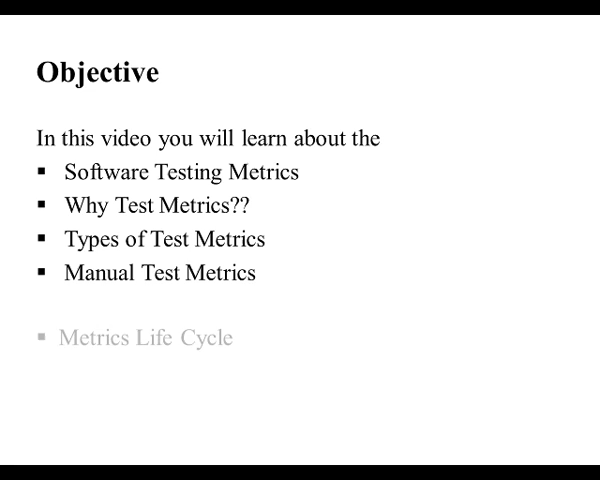 Objective
In this video you will learn about the
▪ Software Testing Metrics
▪ Why Test Metrics??
▪ Types of Test Metrics
▪ Manual Test Metrics
▪ Metrics Life Cycle